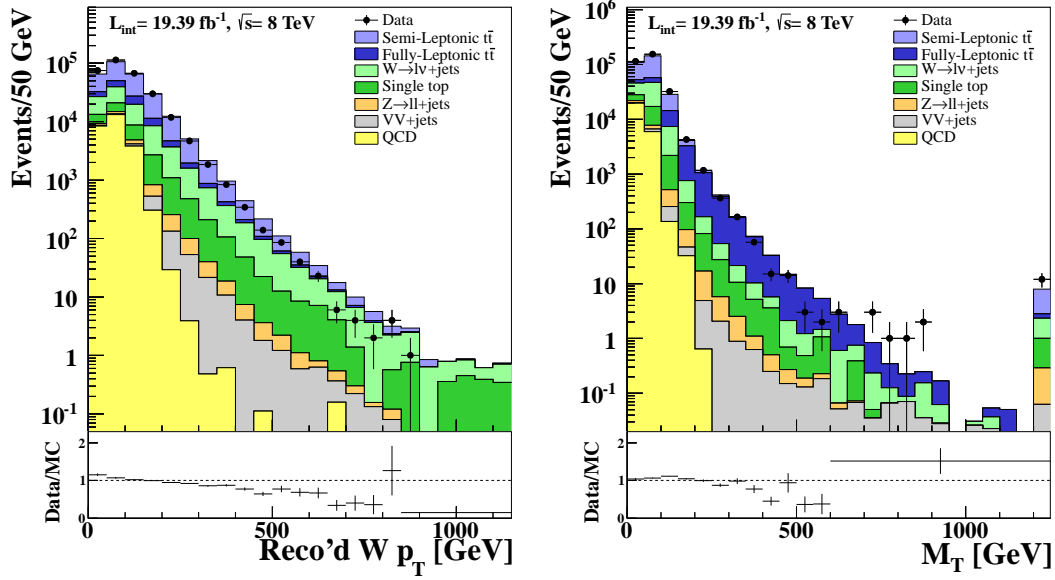 L_int= 19.39 fb⁻¹, √s= 8 TeV
Data
Semi-Leptonic tt̄
Fully-Leptonic tt̄
W→lν+jets
Single top
Z→ll+jets
VV+jets
QCD
Events/50 GeV
10⁵
10⁴
10³
10²
10
1
10⁻¹
Data/MC
2
1
0
0
500
1000
Reco'd W p_T [GeV]
L_int= 19.39 fb⁻¹, √s= 8 TeV
Data
Semi-Leptonic tt̄
Fully-Leptonic tt̄
W→lν+jets
Single top
Z→ll+jets
VV+jets
QCD
Events/50 GeV
10⁶
10⁵
10⁴
10³
10²
10
1
10⁻¹
Data/MC
2
1
0
0
500
1000
M_T [GeV]